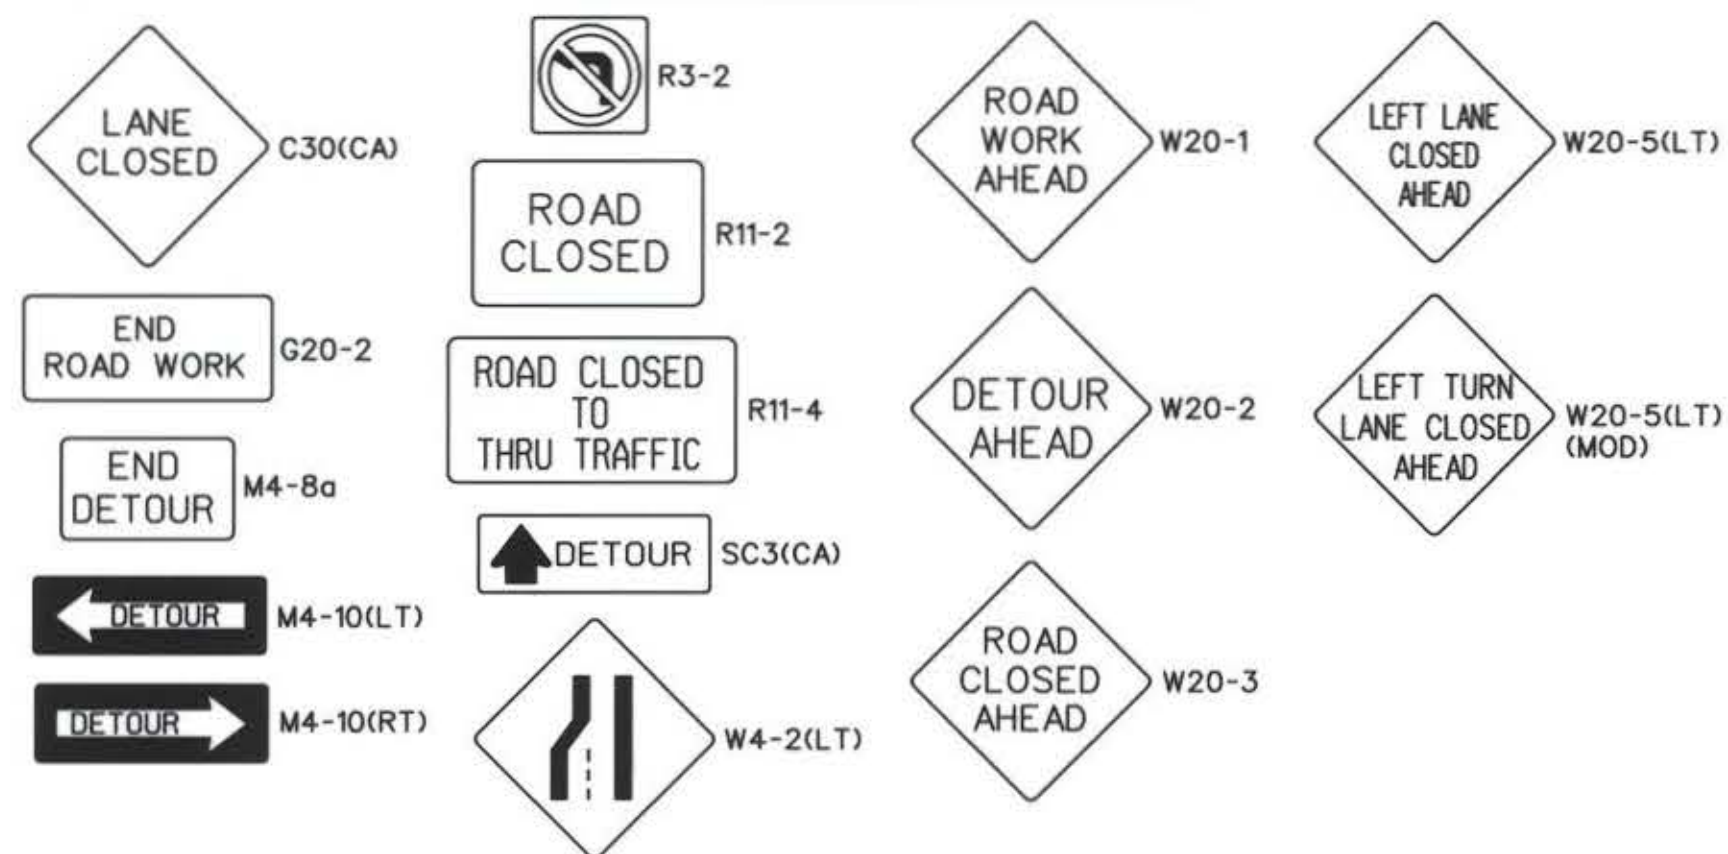 LANE
CLOSED
C30(CA)
END
ROAD WORK
G20-2
END
DETOUR
M4-8a
DETOUR
M4-10(LT)
DETOUR
M4-10(RT)
R3-2
ROAD
CLOSED
R11-2
ROAD CLOSED
TO
THRU TRAFFIC
R11-4
DETOUR
SC3(CA)
W4-2(LT)
ROAD
WORK
AHEAD
W20-1
DETOUR
AHEAD
W20-2
ROAD
CLOSED
AHEAD
W20-3
LEFT LANE
CLOSED
AHEAD
W20-5(LT)
LEFT TURN
LANE CLOSED
AHEAD
W20-5(LT)
(MOD)